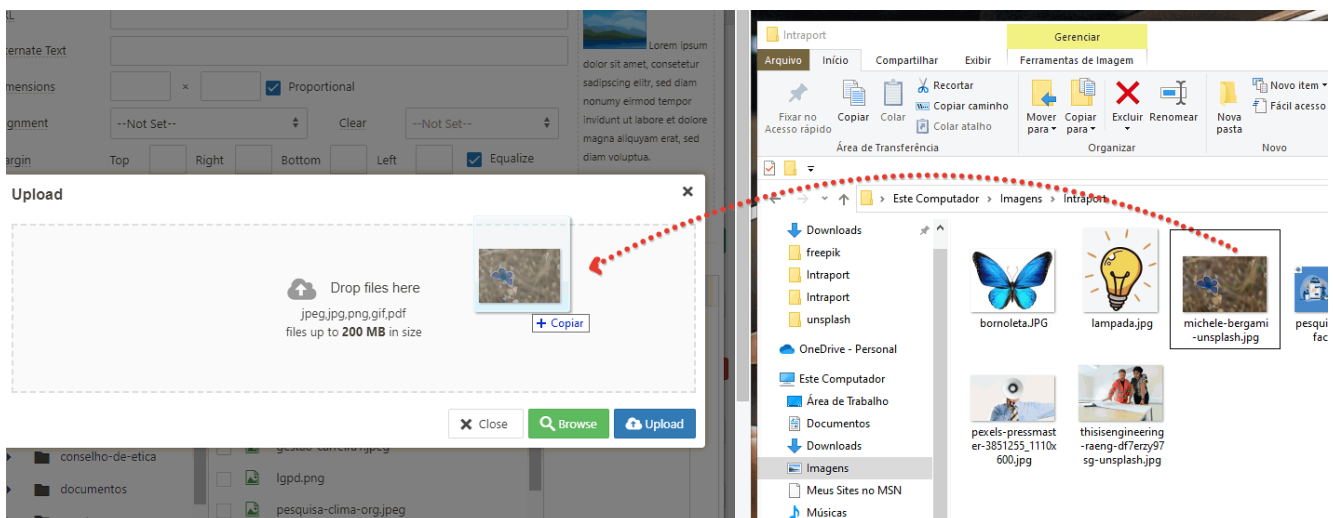 ternate Text
mensions
×
Proportional
gnment
--Not Set--
Clear
--Not Set--
argin
Top
Right
Bottom
Left
Equalize
Lorem ipsum
dolor sit amet, consetetur
sadipscing elitr, sed diam
nonumy eirmod tempor
invidunt ut labore et dolore
magna aliquyam erat, sed
diam voluptua.
Upload
×
Drop files here
jpeg,jpg,png,gif,pdf
files up to 200 MB in size
+ Copiar
Close
Browse
Upload
conselho-de-etica
documentos
gestao-carreira1.jpeg
lgpd.png
pesquisa-clima-org.jpeg
Intraport
Gerenciar
Arquivo
Início
Compartilhar
Exibir
Ferramentas de Imagem
Fixar no
Acesso rápido
Copiar
Colar
Recortar
Copiar caminho
Colar atalho
Mover
para
Copiar
para
Excluir
Renomear
Nova
pasta
Novo item
Fácil acesso
Área de Transferência
Organizar
Novo
Este Computador > Imagens > Intraport
Downloads
freepik
Intraport
Intraport
unsplash
OneDrive - Personal
Este Computador
Área de Trabalho
Documentos
Downloads
Imagens
Meus Sites no MSN
Músicas
bornoleta.JPG
lampada.jpg
michele-bergami
-unsplash.jpg
pesqui
fac
pexels-pressmast
er-3851255_1110x
600.jpg
thisisengineering
-raeng-df7erzy97
sg-unsplash.jpg